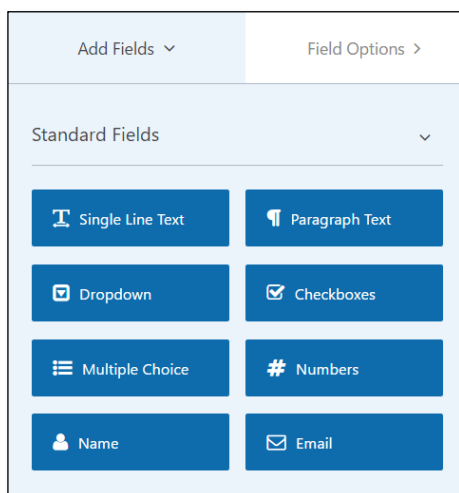 Add Fields
Field Options
Standard Fields
Single Line Text
Paragraph Text
Dropdown
Checkboxes
Multiple Choice
# Numbers
Name
Email